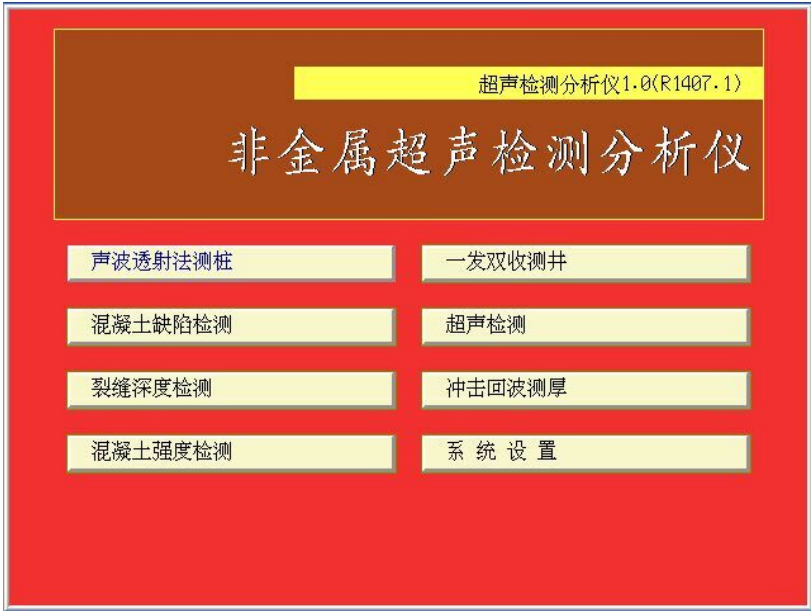 超声检测分析仪1.0(R1407.1)
非金属超声检测分析仪
声波透射法测桩
一发双收测井
混凝土缺陷检测
超声检测
裂缝深度检测
冲击回波测厚
混凝土强度检测
系统设置